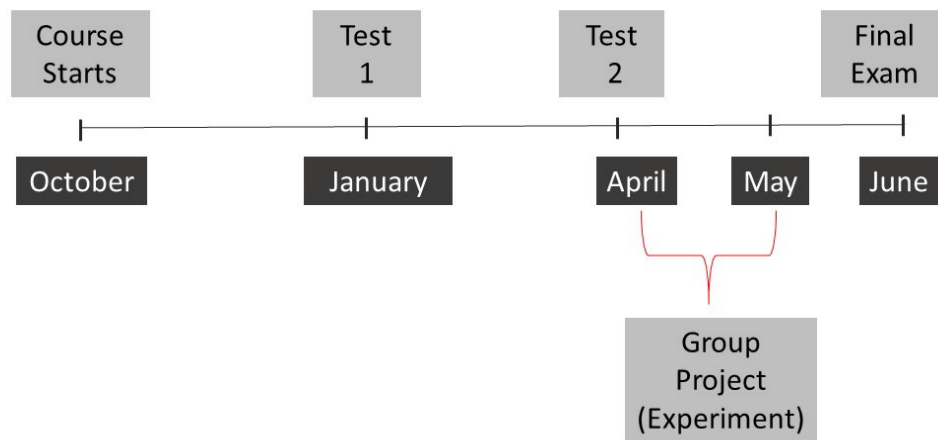 Course
Starts
Test
1
Test
2
Final
Exam
October
January
April
May
June
Group
Project
(Experiment)